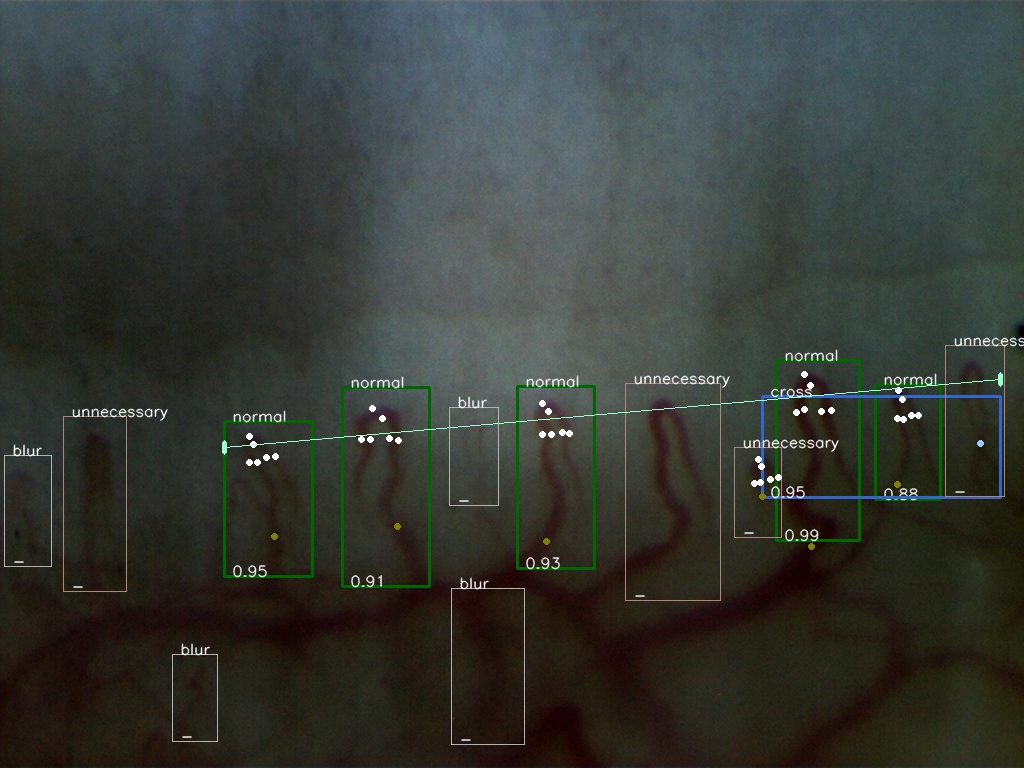 unnecess
normal
normal
normal
unnecessary
normal
cross
blur
unnecessary
normal
unnecessary
blur
0.95
0.88
0.99
0.93
0.95
0.91
blur
blur